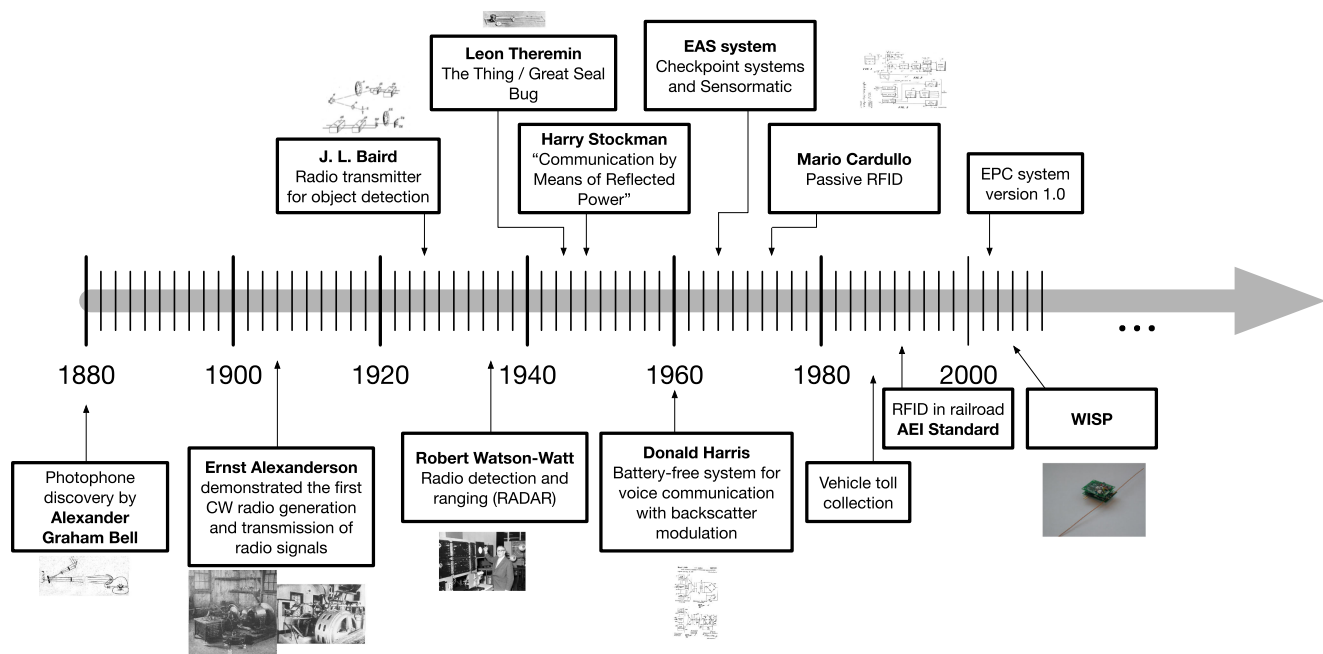 Leon Theremin
The Thing / Great Seal
Bug
EAS system
Checkpoint systems
and Sensormatic
J. L. Baird
Radio transmitter
for object detection
Harry Stockman
“Communication by
Means of Reflected
Power”
Mario Cardullo
Passive RFID
EPC system
version 1.0
...
1880
1900
1920
1940
1960
1980
2000
Photophone
discovery by
Alexander
Graham Bell
Ernst Alexanderson
demonstrated the first
CW radio generation
and transmission of
radio signals
Robert Watson-Watt
Radio detection and
ranging (RADAR)
Donald Harris
Battery-free system for
voice communication
with backscatter
modulation
Vehicle toll
collection
RFID in railroad
AEI Standard
WISP